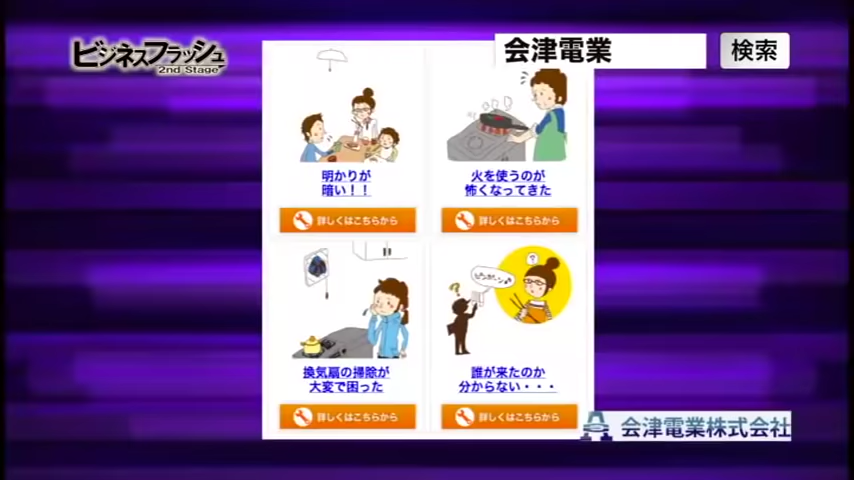 ビジネスフラッシュ
2nd Stage
会津電業
検索
明かりが
暗い！！
詳しくはこちらから
火を使うのが
怖くなってきた
詳しくはこちらから
換気扇の掃除が
大変で困った
詳しくはこちらから
ピンポーン♪
?
?
誰が来たのか
分からない・・・
詳しくはこちらから
会津電業株式会社